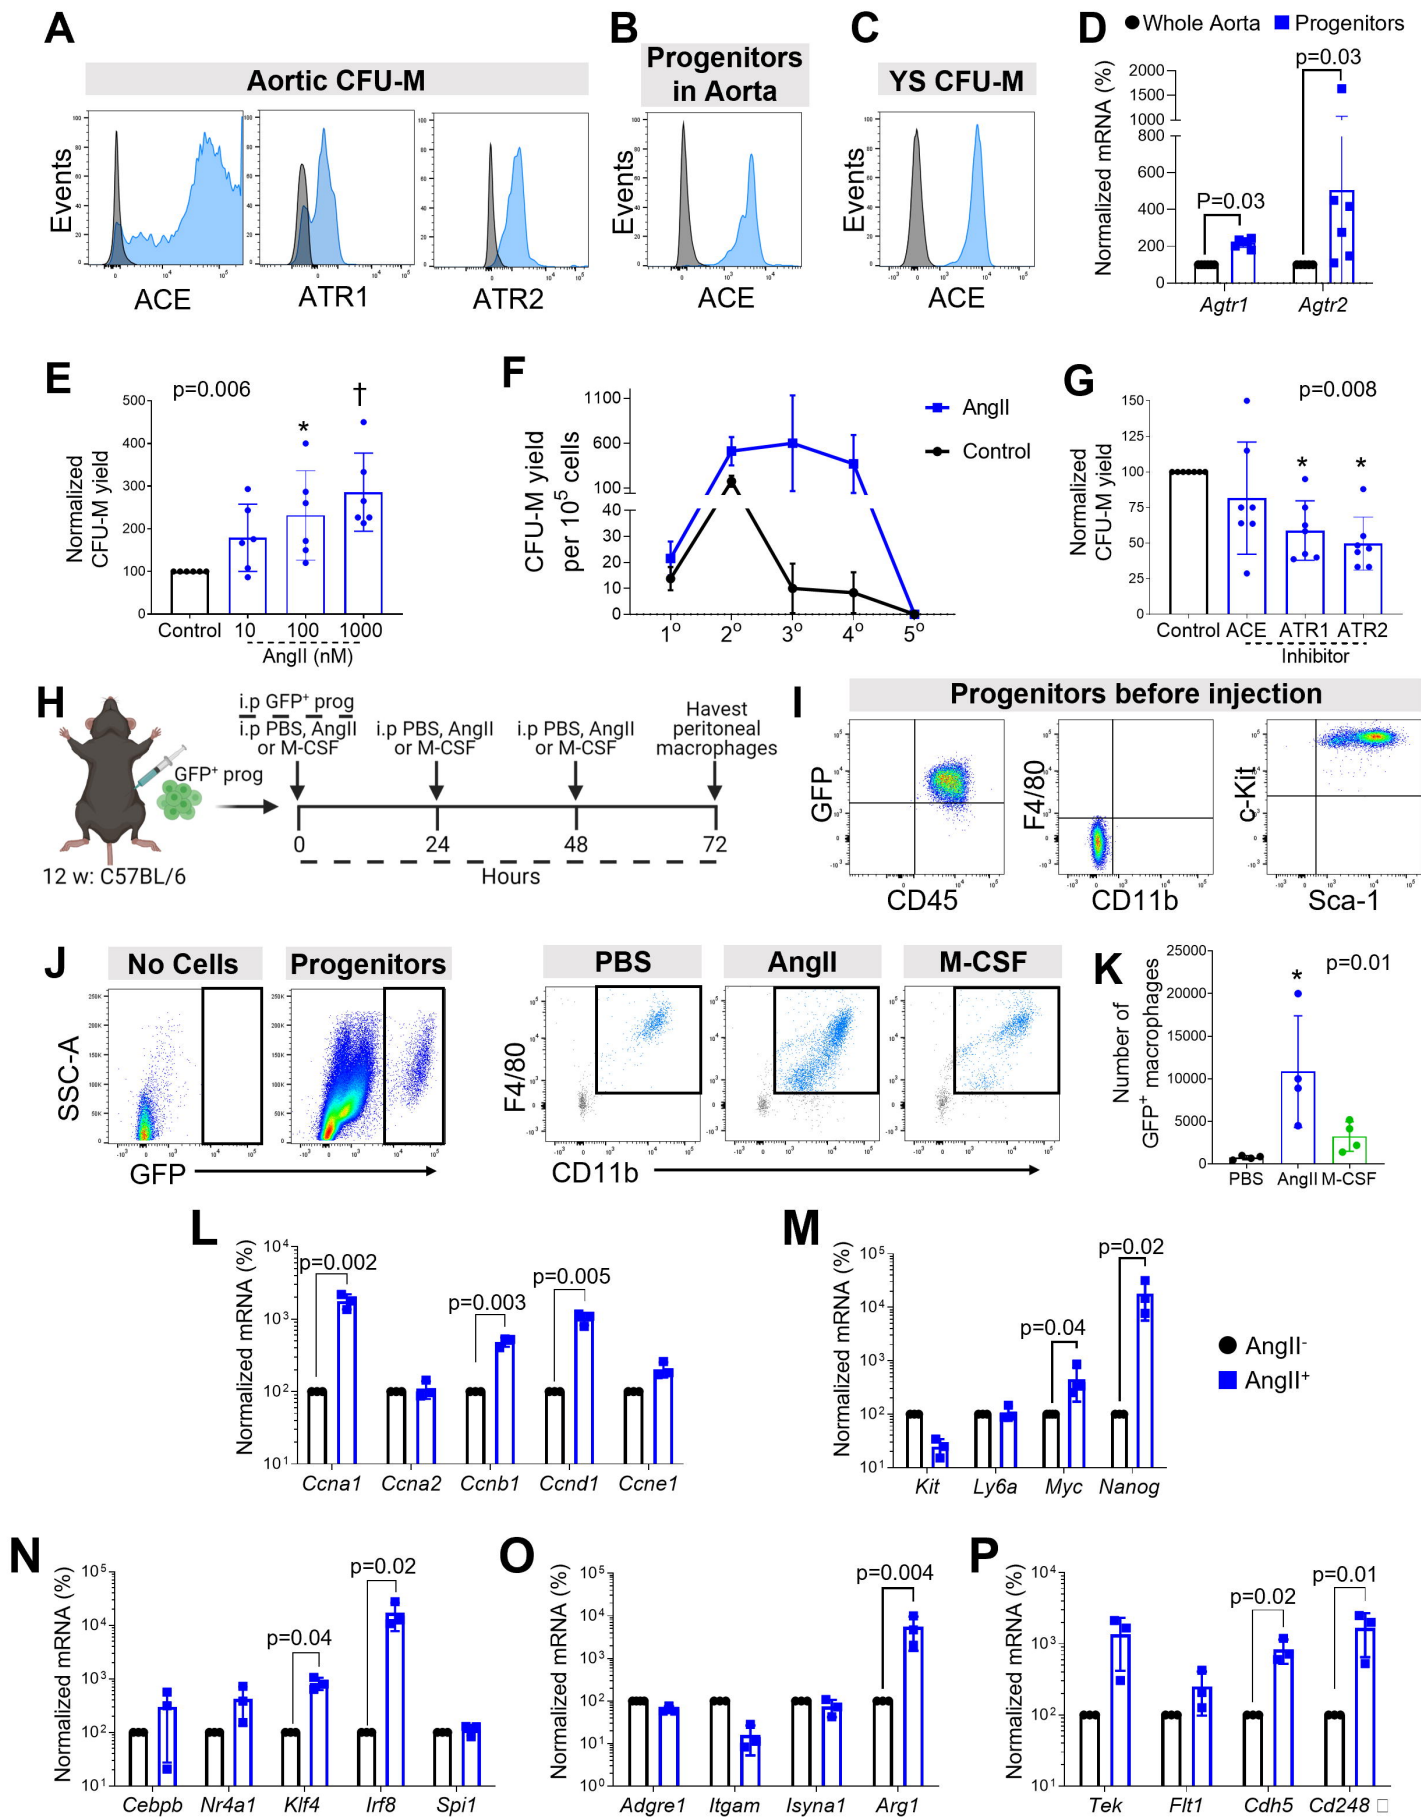 A
B
C
D
Whole Aorta
Progenitors
Aortic CFU-M
Progenitors
in Aorta
YS CFU-M
Events
ACE
ATR1
ATR2
Events
ACE
Events
ACE
Normalized mRNA (%)
2000
1500
1000
800
600
400
200
0
P=0.03
p=0.03
Agtr1
Agtr2
E
p=0.006
Normalized
CFU-M yield
500
400
300
200
100
0
*
†
Control
10
100
1000
AngII (nM)
F
CFU-M yield
per 10⁵ cells
1100
600
100
40
30
20
10
0
1º
2º
3º
4º
5º
AngII
Control
G
p=0.008
Normalized
CFU-M yield
150
125
100
75
50
25
0
*
*
Control
ACE
ATR1
ATR2
Inhibitor
H
GFP⁺ prog
12 w: C57BL/6
i.p GFP⁺ prog
i.p PBS, AngII
or M-CSF
i.p PBS, AngII
or M-CSF
i.p PBS, AngII
or M-CSF
Havest
peritoneal
macrophages
0
24
48
72
Hours
I
Progenitors before injection
GFP
CD45
F4/80
CD11b
c-Kit
Sca-1
J
No Cells
Progenitors
SSC-A
GFP
PBS
AngII
M-CSF
F4/80
CD11b
K
p=0.01
Number of
GFP⁺ macrophages
25000
20000
15000
10000
5000
0
*
PBS
AngII
M-CSF
L
Normalized mRNA (%)
10⁴
10³
10²
10¹
p=0.002
p=0.003
p=0.005
Ccna1
Ccna2
Ccnb1
Ccnd1
Ccne1
M
Normalized mRNA (%)
10⁵
10⁴
10³
10²
10¹
p=0.04
p=0.02
Kit
Ly6a
Myc
Nanog
AngII⁻
AngII⁺
N
Normalized mRNA (%)
10⁵
10⁴
10³
10²
10¹
p=0.04
p=0.02
Cebpb
Nr4a1
Klf4
Irf8
Spi1
O
Normalized mRNA (%)
10⁵
10⁴
10³
10²
10¹
10⁰
p=0.004
Adgre1
Itgam
Isyna1
Arg1
P
Normalized mRNA (%)
10⁴
10³
10²
10¹
p=0.02
p=0.01
Tek
Flt1
Cdh5
Cd248 □